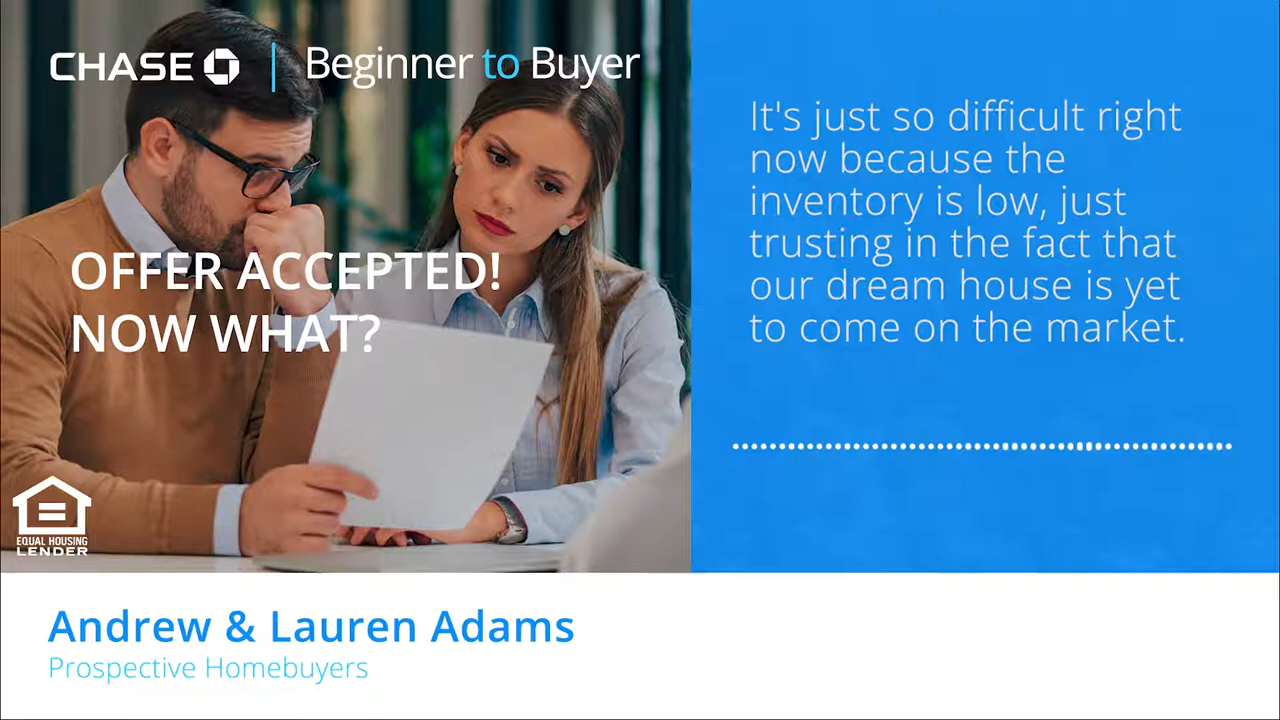 CHASE | Beginner to Buyer
OFFER ACCEPTED!
NOW WHAT?
EQUAL HOUSING
LENDER
It's just so difficult right
now because the
inventory is low, just
trusting in the fact that
our dream house is yet
to come on the market.
Andrew & Lauren Adams
Prospective Homebuyers